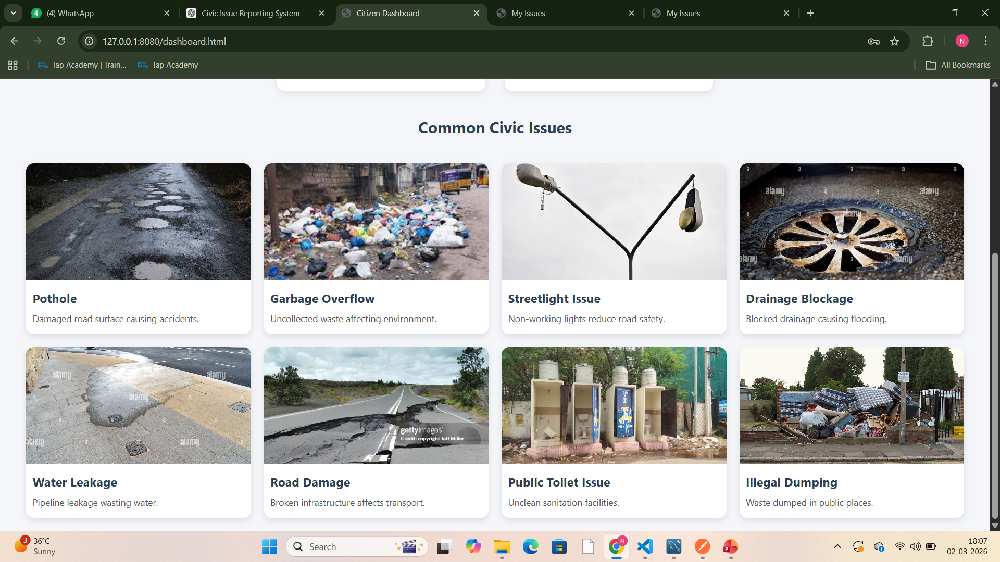 4
(4) WhatsApp
Civic Issue Reporting System
Citizen Dashboard
My Issues
My Issues
127.0.0.1:8080/dashboard.html
N
Tap Academy | Train...
Tap Academy
All Bookmarks
Common Civic Issues
a a a a a
alamy a a alamy
a alamy a a
a a a
alamy a alamy
Pothole
Damaged road surface causing accidents.
Garbage Overflow
Uncollected waste affecting environment.
Streetlight Issue
Non-working lights reduce road safety.
Drainage Blockage
Blocked drainage causing flooding.
a a a a
alamy a a alamy
a alamy a a
a a a
alamy a alamy a
gettyimages
Credit: copyright Jeff Miller
SHE
Water Leakage
Pipeline leakage wasting water.
Road Damage
Broken infrastructure affects transport.
Public Toilet Issue
Unclean sanitation facilities.
Illegal Dumping
Waste dumped in public places.
3
36°C
Sunny
Search
N
P
18:07
02-03-2026